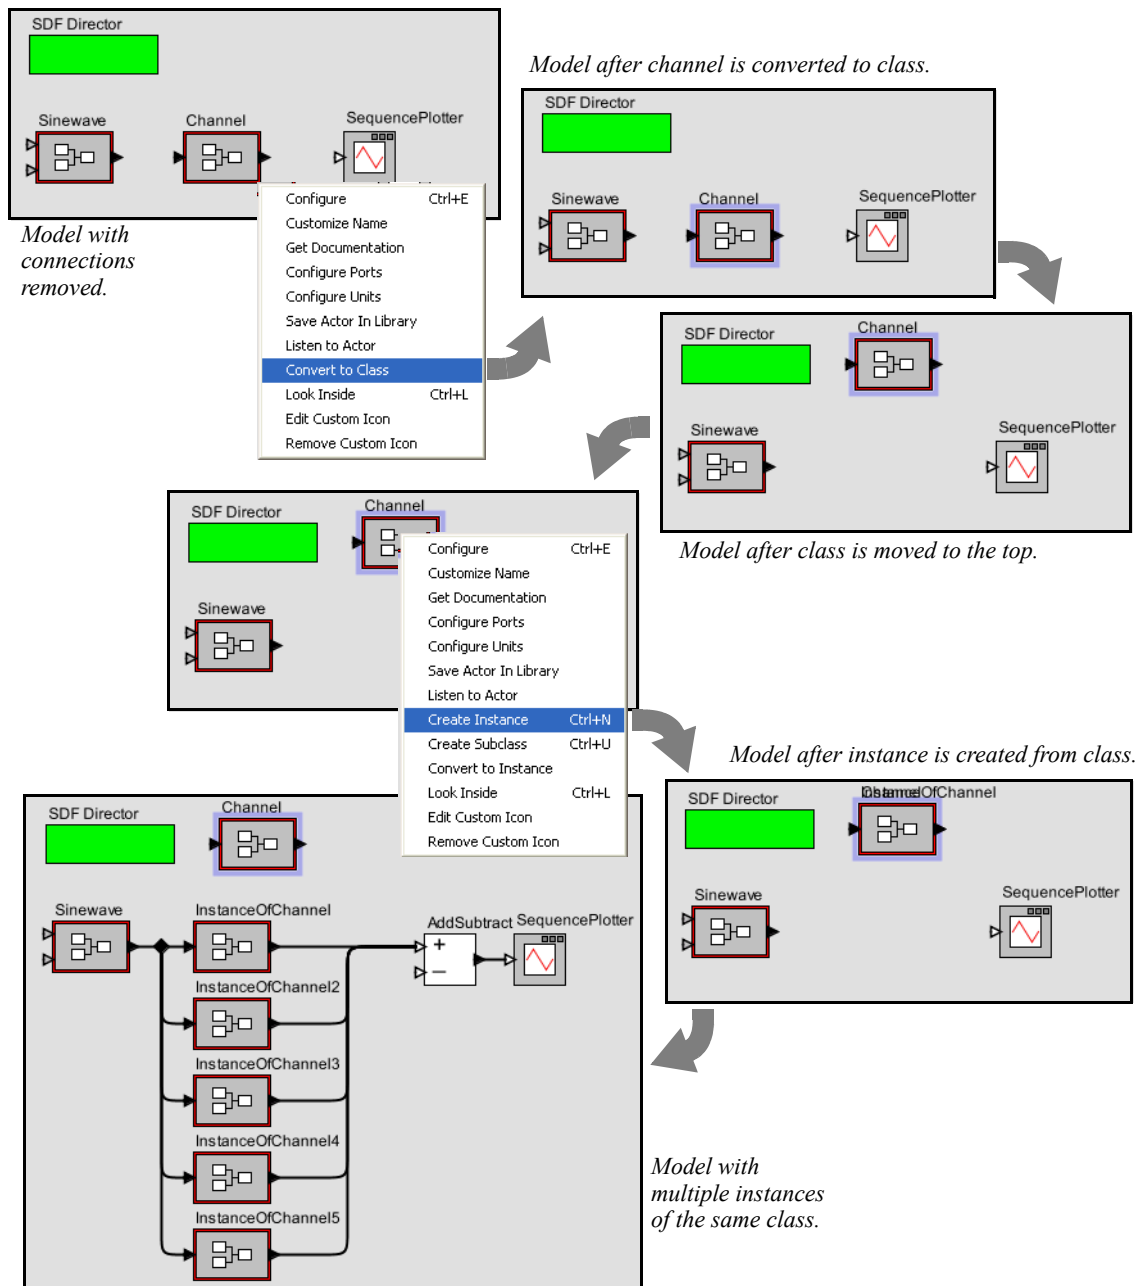 SDF Director
Sinewave
Channel
SequencePlotter
Model with
connections
removed.
Configure Ctrl+E
Customize Name
Get Documentation
Configure Ports
Configure Units
Save Actor In Library
Listen to Actor
Convert to Class
Look Inside Ctrl+L
Edit Custom Icon
Remove Custom Icon
Model after channel is converted to class.
SDF Director
Sinewave
Channel
SequencePlotter
Channel
SDF Director
Sinewave
SequencePlotter
Model after class is moved to the top.
Channel
SDF Director
Sinewave
Configure Ctrl+E
Customize Name
Get Documentation
Configure Ports
Configure Units
Save Actor In Library
Listen to Actor
Create Instance Ctrl+N
Create Subclass Ctrl+U
Convert to Instance
Look Inside Ctrl+L
Edit Custom Icon
Remove Custom Icon
Model after instance is created from class.
SDF Director
InstanceOfChannel
Channel
Sinewave
SequencePlotter
SDF Director
Channel
Sinewave
InstanceOfChannel
AddSubtract
SequencePlotter
+
−
InstanceOfChannel2
InstanceOfChannel3
InstanceOfChannel4
InstanceOfChannel5
Model with
multiple instances
of the same class.